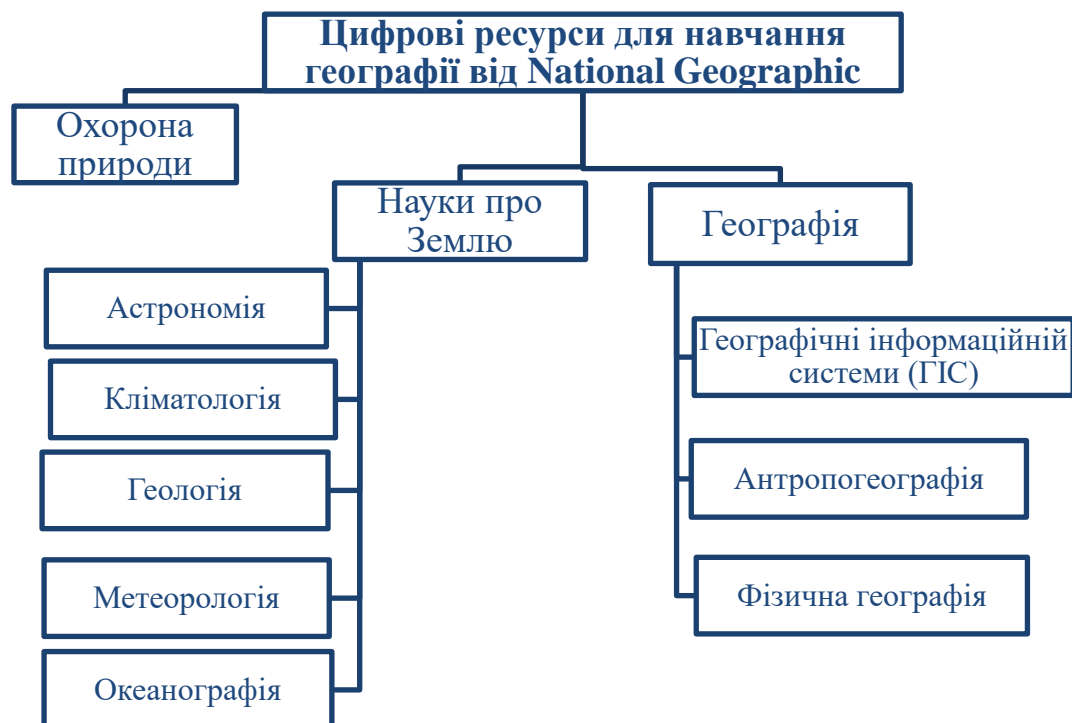 Цифрові ресурси для навчання
географії від National Geographic
Охорона
природи
Науки про
Землю
Географія
Астрономія
Кліматологія
Геологія
Метеорологія
Океанографія
Географічні інформаційній
системи (ГІС)
Антропогеографія
Фізична географія